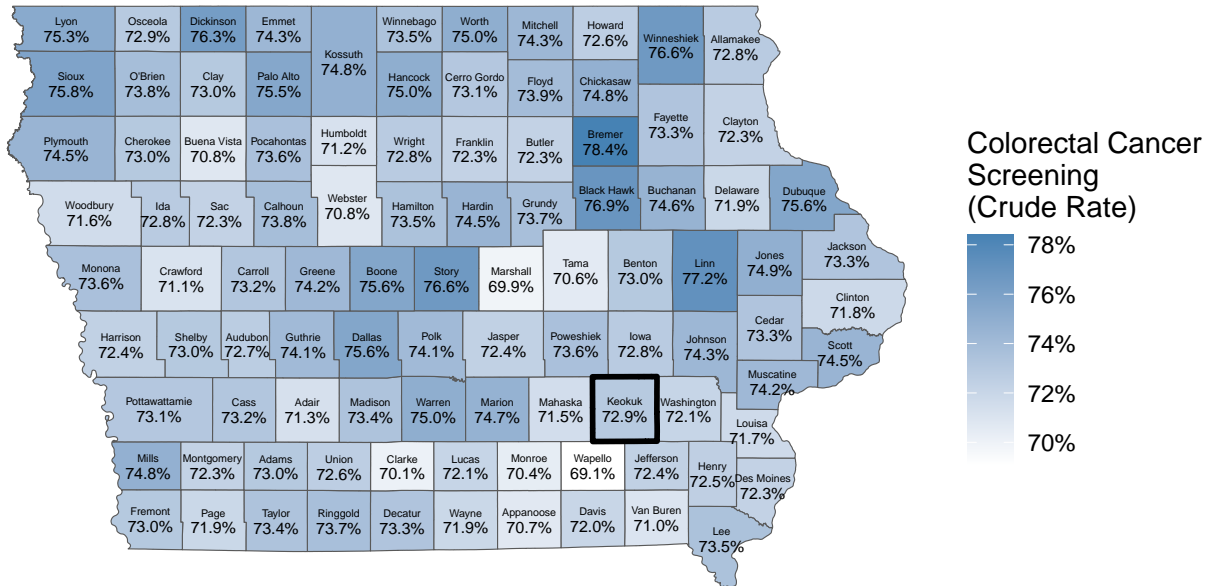 Lyon
75.3%
Osceola
72.9%
Dickinson
76.3%
Emmet
74.3%
Kossuth
74.8%
Winnebago
73.5%
Worth
75.0%
Mitchell
74.3%
Howard
72.6%
Winneshiek
76.6%
Allamakee
72.8%
Sioux
75.8%
O'Brien
73.8%
Clay
73.0%
Palo Alto
75.5%
Hancock
75.0%
Cerro Gordo
73.1%
Floyd
73.9%
Chickasaw
74.8%
Fayette
73.3%
Clayton
72.3%
Plymouth
74.5%
Cherokee
73.0%
Buena Vista
70.8%
Pocahontas
73.6%
Humboldt
71.2%
Wright
72.8%
Franklin
72.3%
Butler
72.3%
Bremer
78.4%
Woodbury
71.6%
Ida
72.8%
Sac
72.3%
Calhoun
73.8%
Webster
70.8%
Hamilton
73.5%
Hardin
74.5%
Grundy
73.7%
Black Hawk
76.9%
Buchanan
74.6%
Delaware
71.9%
Dubuque
75.6%
Monona
73.6%
Crawford
71.1%
Carroll
73.2%
Greene
74.2%
Boone
75.6%
Story
76.6%
Marshall
69.9%
Tama
70.6%
Benton
73.0%
Linn
77.2%
Jones
74.9%
Jackson
73.3%
Clinton
71.8%
Harrison
72.4%
Shelby
73.0%
Audubon
72.7%
Guthrie
74.1%
Dallas
75.6%
Polk
74.1%
Jasper
72.4%
Poweshiek
73.6%
Iowa
72.8%
Johnson
74.3%
Cedar
73.3%
Scott
74.5%
Muscatine
74.2%
Pottawattamie
73.1%
Cass
73.2%
Adair
71.3%
Madison
73.4%
Warren
75.0%
Marion
74.7%
Mahaska
71.5%
Keokuk
72.9%
Washington
72.1%
Louisa
71.7%
Mills
74.8%
Montgomery
72.3%
Adams
73.0%
Union
72.6%
Clarke
70.1%
Lucas
72.1%
Monroe
70.4%
Wapello
69.1%
Jefferson
72.4%
Henry
72.5%
Des Moines
72.3%
Fremont
73.0%
Page
71.9%
Taylor
73.4%
Ringgold
73.7%
Decatur
73.3%
Wayne
71.9%
Appanoose
70.7%
Davis
72.0%
Van Buren
71.0%
Lee
73.5%
Colorectal Cancer
Screening
(Crude Rate)
78%
76%
74%
72%
70%